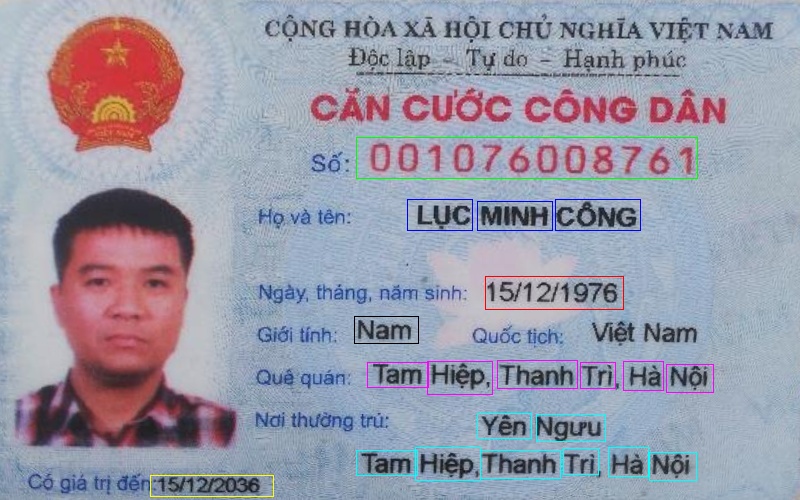 CỘNG HÒA XÃ HỘI CHỦ NGHĨA VIỆT NAM
Độc lập - Tự do - Hạnh phúc
CĂN CƯỚC CÔNG DÂN
Số: 001076008761
Họ và tên: LỤC MINH CÔNG
Ngày, tháng, năm sinh: 15/12/1976
Giới tính: Nam Quốc tịch: Việt Nam
Quê quán: Tam Hiệp, Thanh Trì, Hà Nội
Nơi thường trú: Yên Ngưu
Tam Hiệp, Thanh Trì, Hà Nội
Có giá trị đến: 15/12/2036